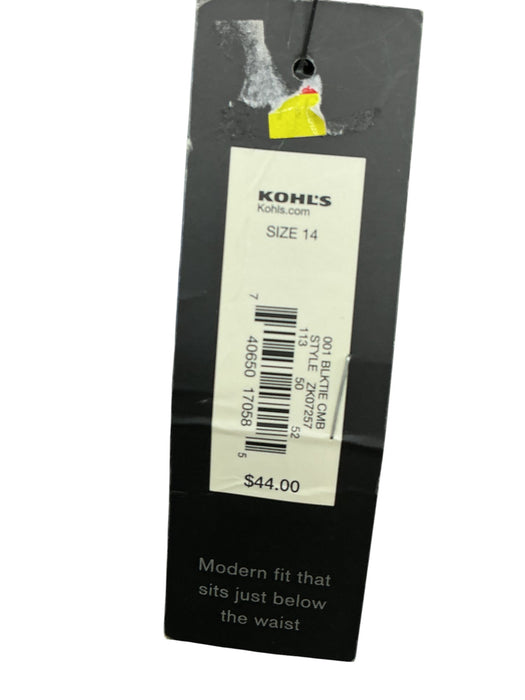 KOHL'S
Kohls.com
SIZE 14
001 BLKTIE CMB
STYLE ZK07257
113 50 52
7 40650 17058 5
$44.00
Modern fit that
sits just below
the waist